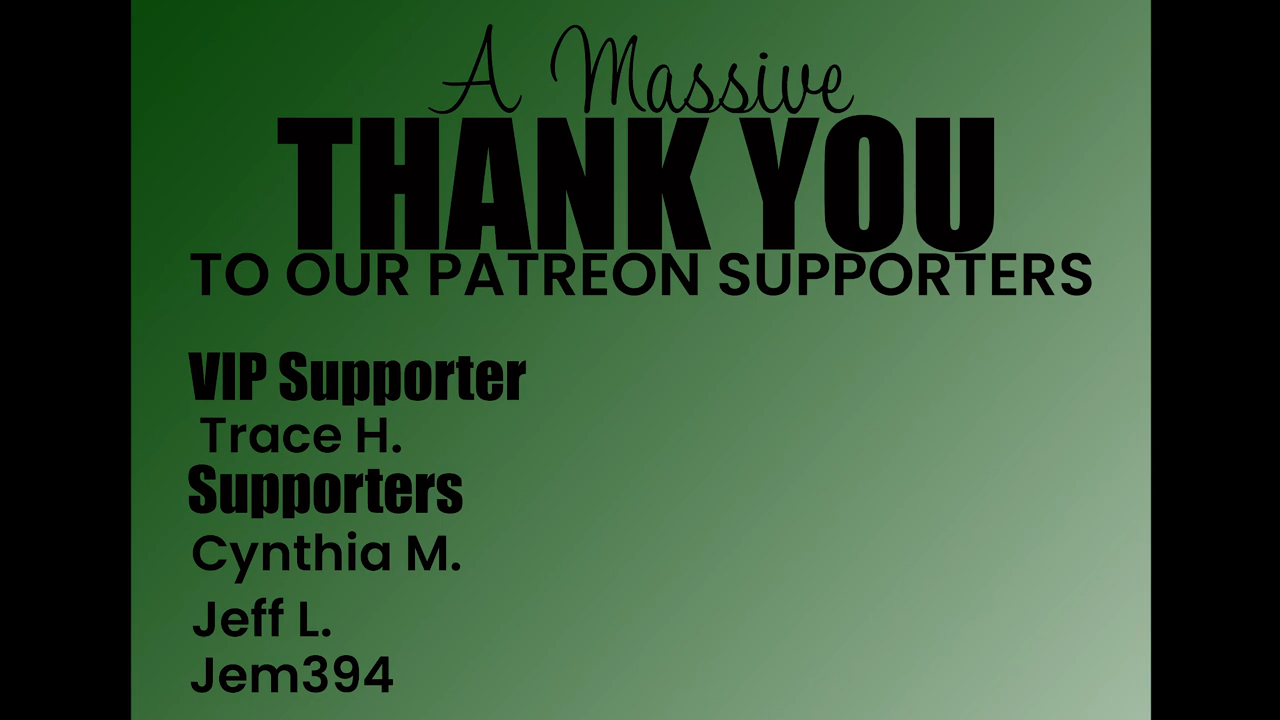 A Massive
THANK YOU
TO OUR PATREON SUPPORTERS
VIP Supporter
Trace H.
Supporters
Cynthia M.
Jeff L.
Jem394